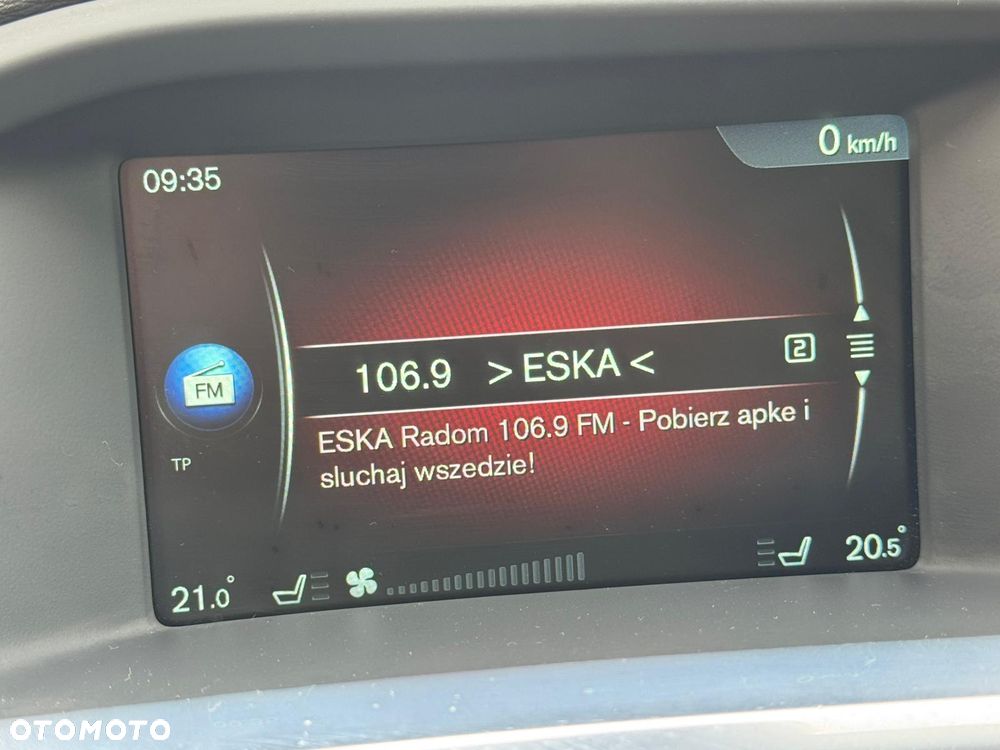 0 km/h
09:35
106.9 > ESKA < 2
FM
ESKA Radom 106.9 FM - Pobierz apke i
sluchaj wszedzie!
TP
21.0° 20.5°
OTOMOTO